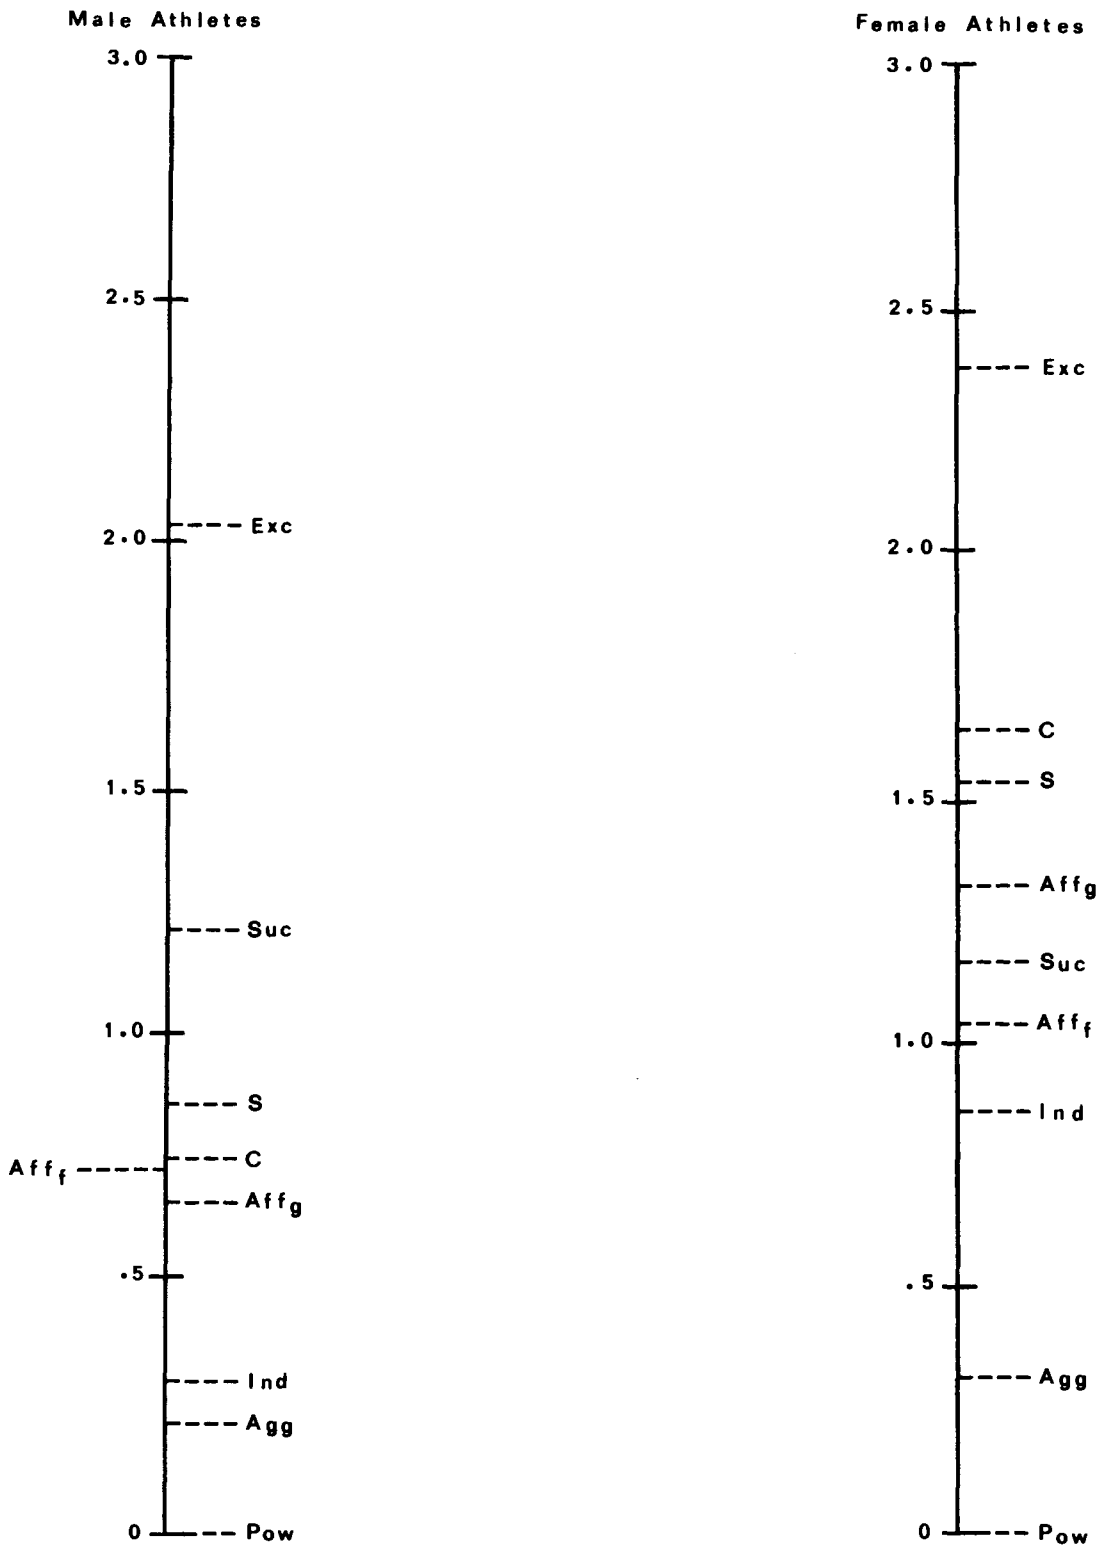 Male Athletes
3.0
2.5
Exc
2.0
1.5
Suc
1.0
S
C
Afff
Affg
.5
Ind
Agg
0
Pow
Female Athletes
3.0
2.5
Exc
2.0
C
S
1.5
Affg
Suc
Afff
1.0
Ind
.5
Agg
0
Pow